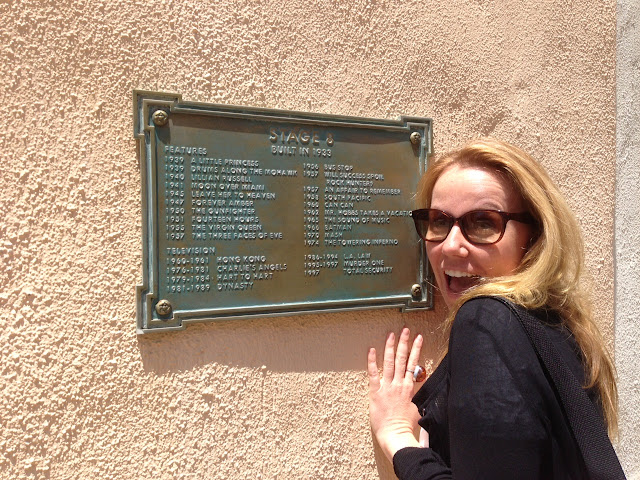 STAGE 8
BUILT IN 1933
FEATURES
1939 A LITTLE PRINCESS
1939 DRUMS ALONG THE MOHAWK
1940 LILLIAN RUSSELL
1941 MOON OVER MIAMI
1945 LEAVE HER TO HEAVEN
1947 FOREVER AMBER
1950 THE GUNFIGHTER
1951 FOURTEEN HOURS
1955 THE VIRGIN QUEEN
1957 THE THREE FACES OF EVE
1956 BUS STOP
1957 WILL SUCCESS SPOIL
ROCK HUNTER?
1957 AN AFFAIR TO REMEMBER
1958 SOUTH PACIFIC
1960 CAN CAN
1962 MR. HOBBS TAKES A VACATION
1965 THE SOUND OF MUSIC
1966 BATMAN
1970 MASH
1974 THE TOWERING INFERNO
TELEVISION
1960-1961 HONG KONG
1976-1981 CHARLIE'S ANGELS
1979-1984 HART TO HART
1981-1989 DYNASTY
1986-1994 L.A. LAW
1995-1997 MURDER ONE
1997 TOTAL SECURITY